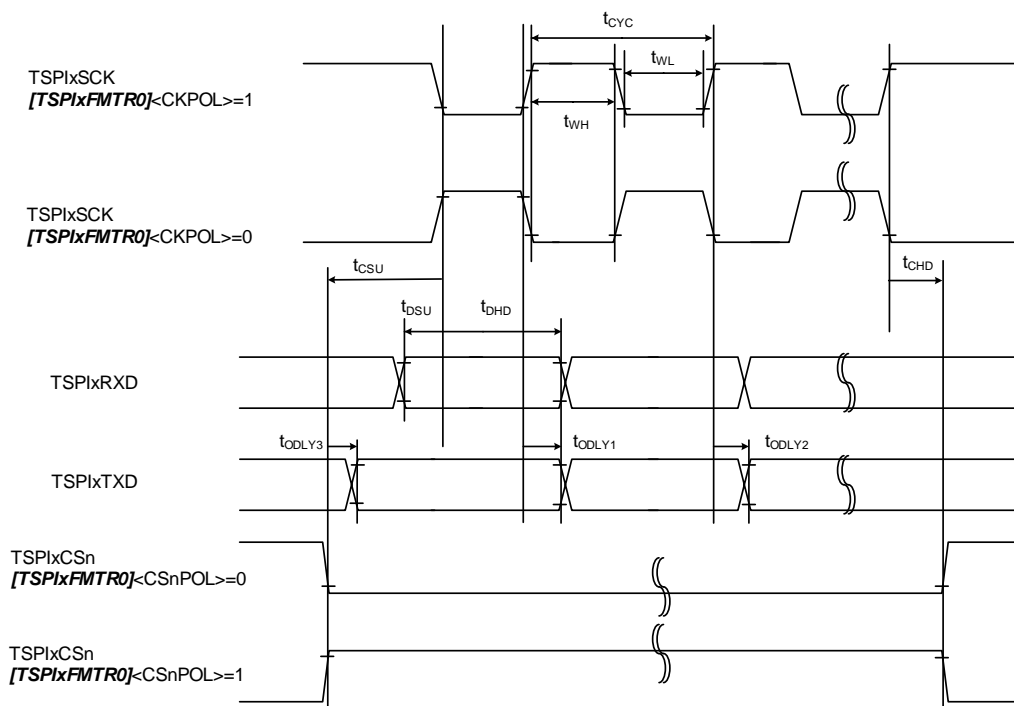 tCYC
tWL
TSPIxSCK
[TSPIxFMTR0]<CKPOL>=1
tWH
TSPIxSCK
[TSPIxFMTR0]<CKPOL>=0
tCSU
tCHD
tDSU
tDHD
TSPIxRXD
tODLY3
tODLY1
tODLY2
TSPIxTXD
TSPIxCSn
[TSPIxFMTR0]<CSnPOL>=0
TSPIxCSn
[TSPIxFMTR0]<CSnPOL>=1